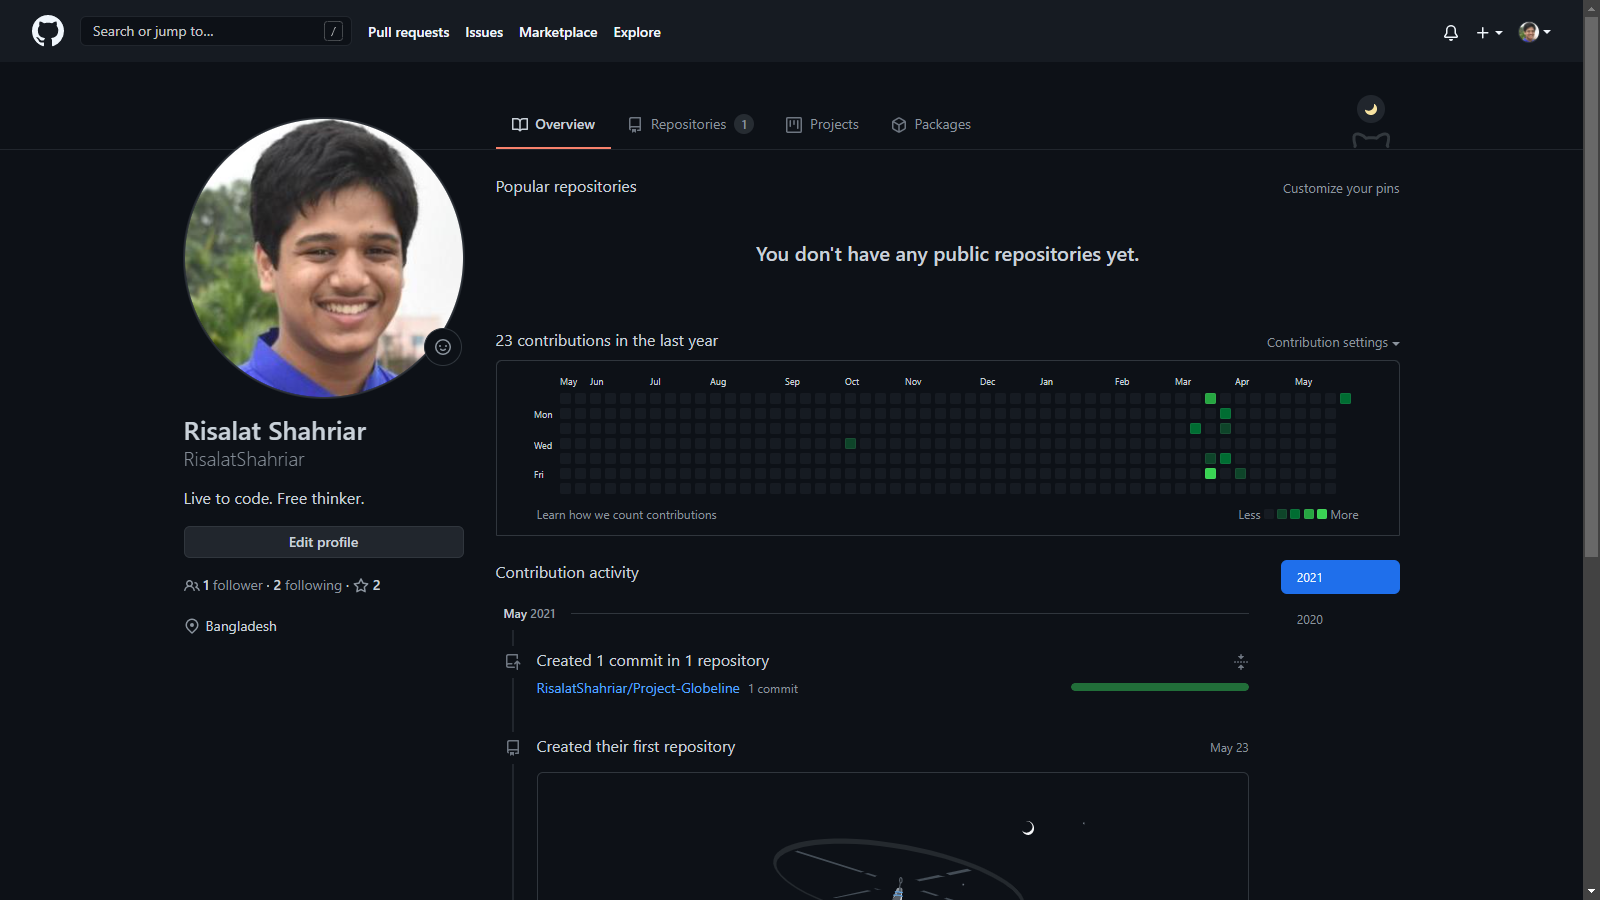 Search or jump to...
/
Pull requests
Issues
Marketplace
Explore
Overview
Repositories 1
Projects
Packages
Popular repositories
Customize your pins
You don't have any public repositories yet.
Risalat Shahriar
RisalatShahriar
Live to code. Free thinker.
Edit profile
1 follower · 2 following · 2
Bangladesh
23 contributions in the last year
Contribution settings
May Jun Jul Aug Sep Oct Nov Dec Jan Feb Mar Apr May
Mon
Wed
Fri
Learn how we count contributions
Less More
Contribution activity
2021
2020
May 2021
Created 1 commit in 1 repository
RisalatShahriar/Project-Globeline 1 commit
Created their first repository
May 23